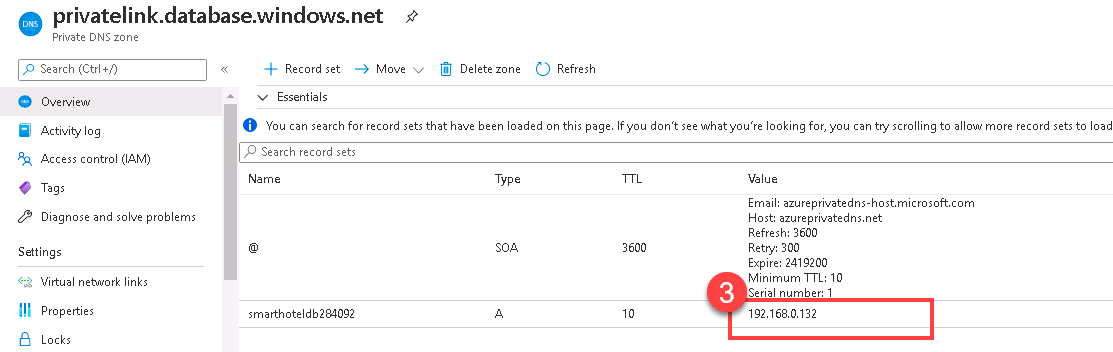 privatelink.database.windows.net
DNS
Private DNS zone
Search (Ctrl+/)
«
Record set
Move
Delete zone
Refresh
Overview
Activity log
Access control (IAM)
Tags
Diagnose and solve problems
Settings
Virtual network links
Properties
Locks
Essentials
You can search for record sets that have been loaded on this page. If you don't see what you're looking for, you can try scrolling to allow more record sets to load
Search record sets
Name Type TTL Value
Email: azureprivatedns-host.microsoft.com
Host: azureprivatedns.net
Refresh: 3600
Retry: 300
@ SOA 3600
Expire: 2419200
Minimum TTL: 10
Serial number: 1
3
smarthoteldb284092 A 10 192.168.0.132